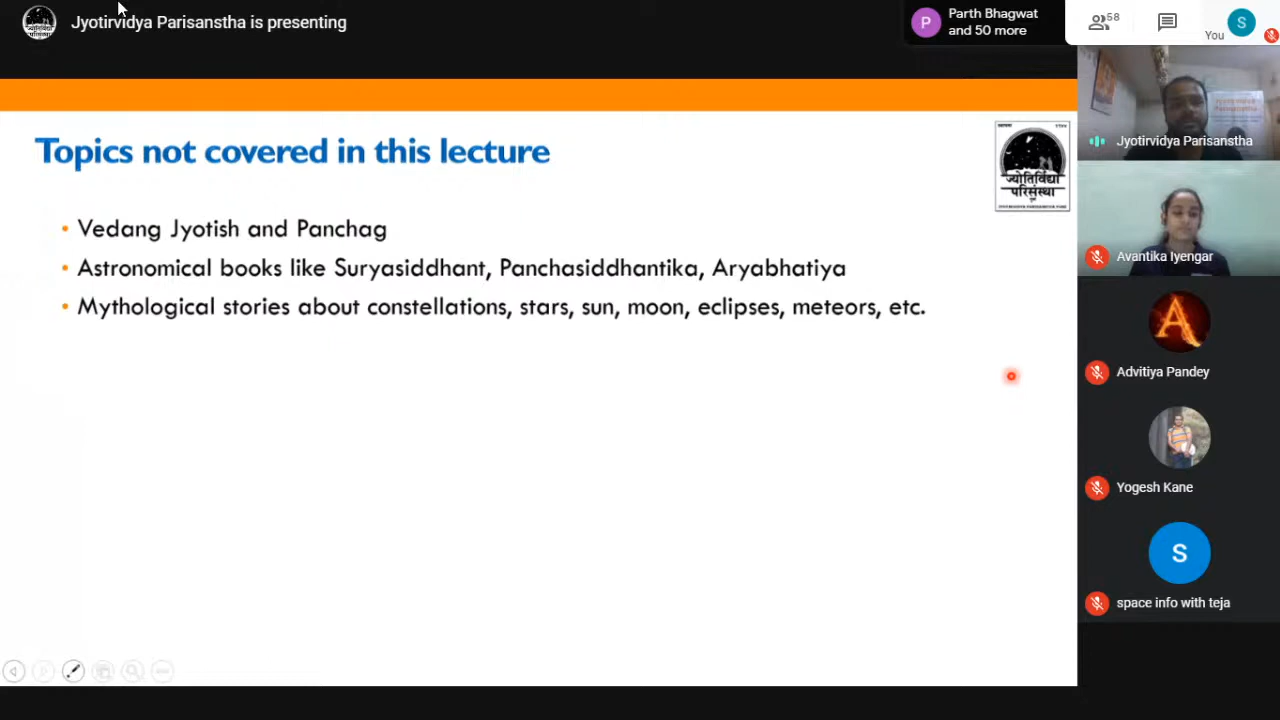 Jyotirvidya Parisanstha is presenting
P
Parth Bhagwat
and 50 more
58
You
S
Topics not covered in this lecture
ज्योतिर्विद्या
परिसंस्था
• Vedang Jyotish and Panchag
• Astronomical books like Suryasiddhant, Panchasiddhantika, Aryabhatiya
• Mythological stories about constellations, stars, sun, moon, eclipses, meteors, etc.
Jyotirvidya Parisanstha
Avantika Iyengar
A
Advitiya Pandey
Yogesh Kane
S
space info with teja